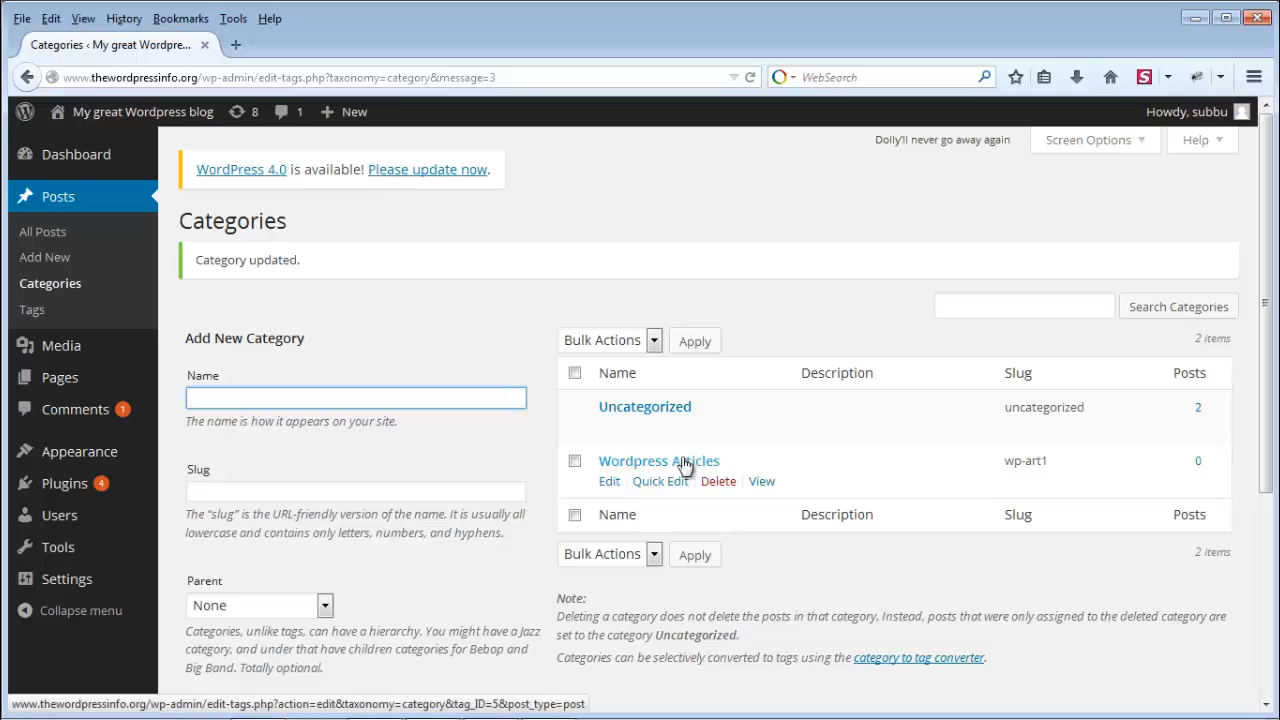 File Edit View History Bookmarks Tools Help
Categories ‹ My great Wordpre...
www.thewordpressinfo.org/wp-admin/edit-tags.php?taxonomy=category&message=3
WebSearch
My great Wordpress blog 8 1 New
Howdy, subbu
Dashboard
Posts
All Posts
Add New
Categories
Tags
Media
Pages
Comments 1
Appearance
Plugins 4
Users
Tools
Settings
Collapse menu
Dolly'll never go away again
Screen Options
Help
WordPress 4.0 is available! Please update now.
Categories
Category updated.
Search Categories
Add New Category
Name
The name is how it appears on your site.
Slug
The “slug” is the URL-friendly version of the name. It is usually all
lowercase and contains only letters, numbers, and hyphens.
Parent
None
Categories, unlike tags, can have a hierarchy. You might have a Jazz
category, and under that have children categories for Bebop and
Big Band. Totally optional.
Bulk Actions Apply 2 items
Name Description Slug Posts
Uncategorized uncategorized 2
Wordpress Articles wp-art1 0
Edit | Quick Edit | Delete | View
Name Description Slug Posts
Bulk Actions Apply 2 items
Note:
Deleting a category does not delete the posts in that category. Instead, posts that were only assigned to the deleted category are
set to the category Uncategorized.
Categories can be selectively converted to tags using the category to tag converter.
www.thewordpressinfo.org/wp-admin/edit-tags.php?action=edit&taxonomy=category&tag_ID=5&post_type=post